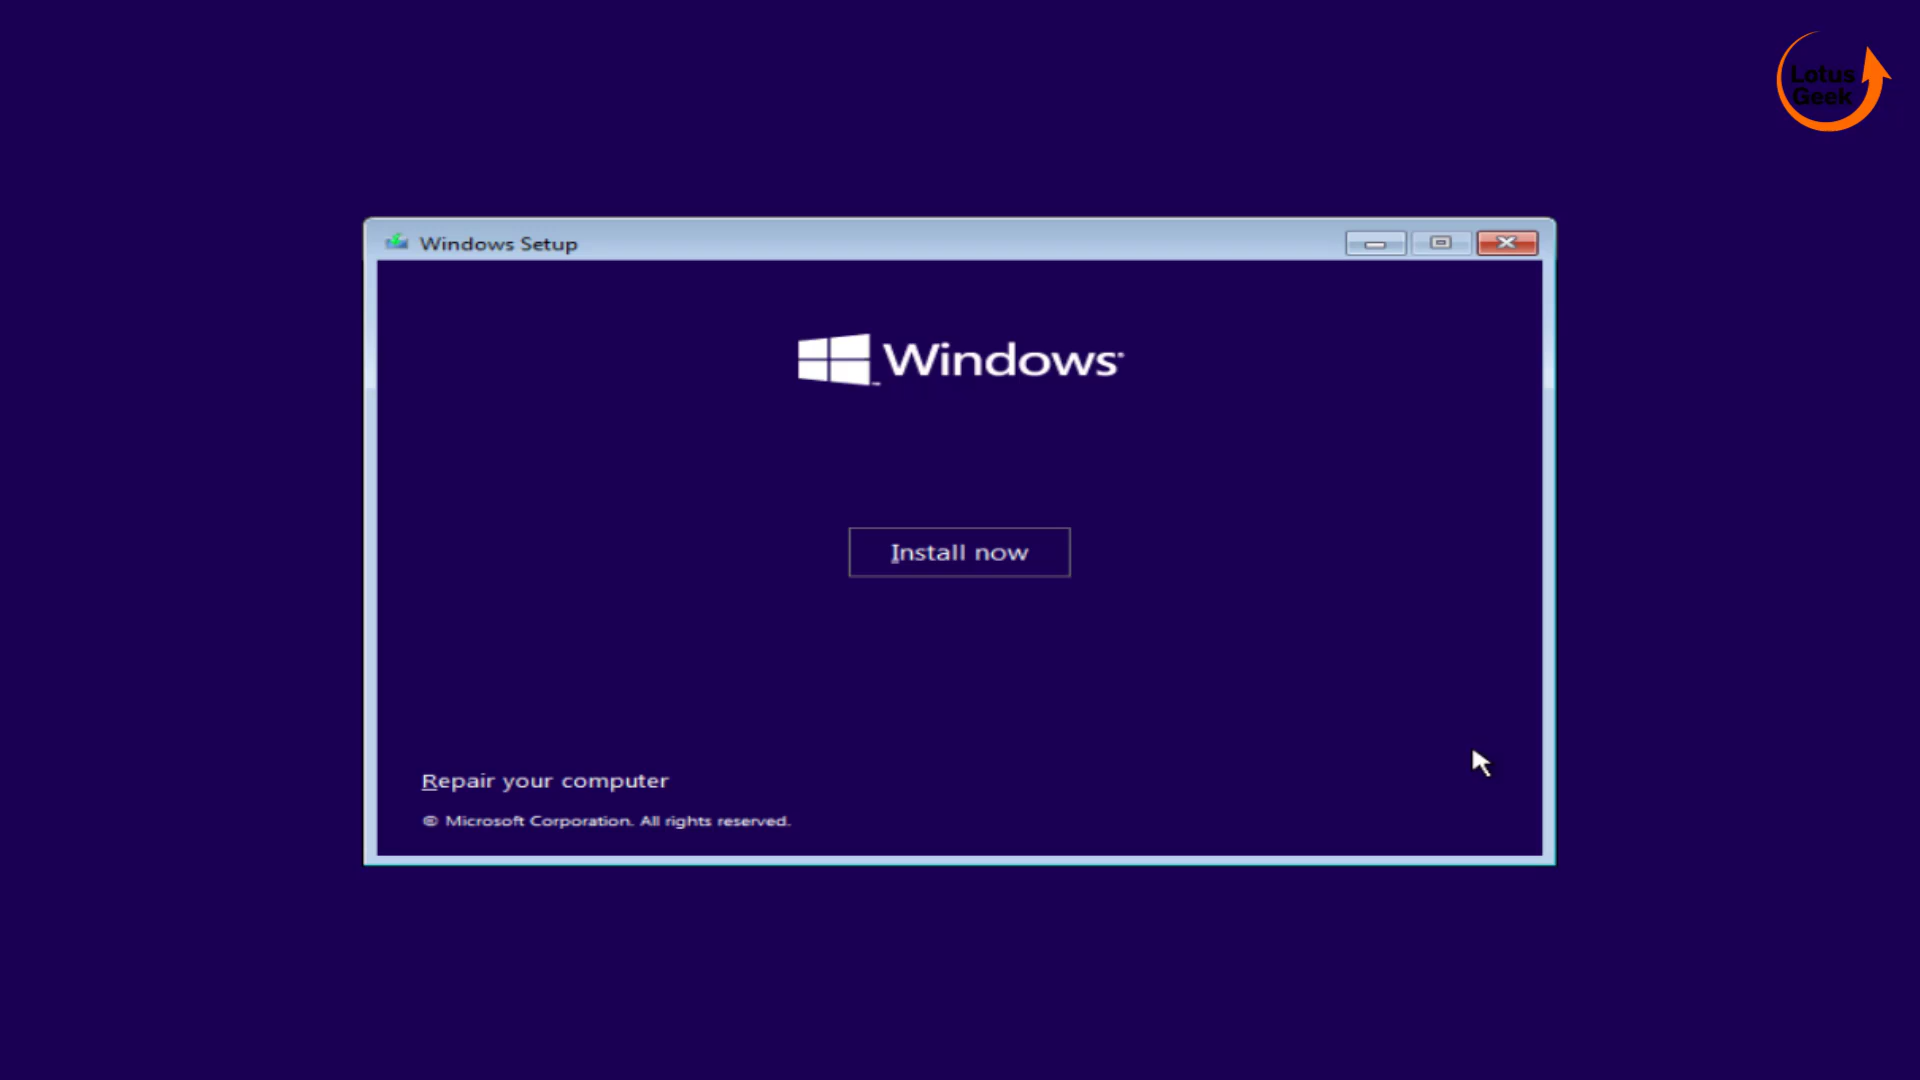 Lotus
Geek
Windows Setup
Windows
Install now
Repair your computer
© Microsoft Corporation. All rights reserved.